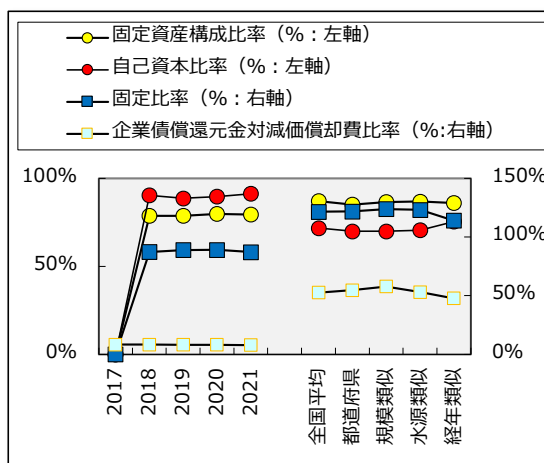 固定資産構成比率（%：左軸）
自己資本比率（%：左軸）
固定比率（%：右軸）
企業債償還元金対減価償却費比率（%:右軸）
100%
50%
0%
150%
100%
50%
0%
2017
2018
2019
2020
2021
全国平均
都道府県
規模類似
水源類似
経年類似